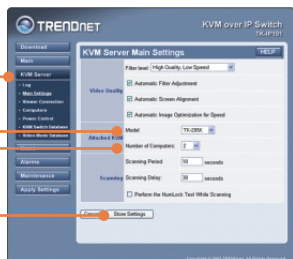 TRENDNET
KVM over IP Switch
TK-IP101
Download
Main
KVM Server
Log
Main Settings
Viewer Connection
Computers
Power Control
KVM Switch Database
Video Mode Database
Alarms
Maintenance
Apply Settings
KVM Server Main Settings
HELP
Filter level: High Quality, Low Speed
Video Quality
Automatic Filter Adjustment
Automatic Screen Alignment
Automatic Image Optimization for Speed
Attached KVM
Model:
Number of Computers: 2
Scanning
Scanning Period: 10 seconds
Scanning Delay: 30 seconds
Perform the NumLock Test While Scanning
Store Settings